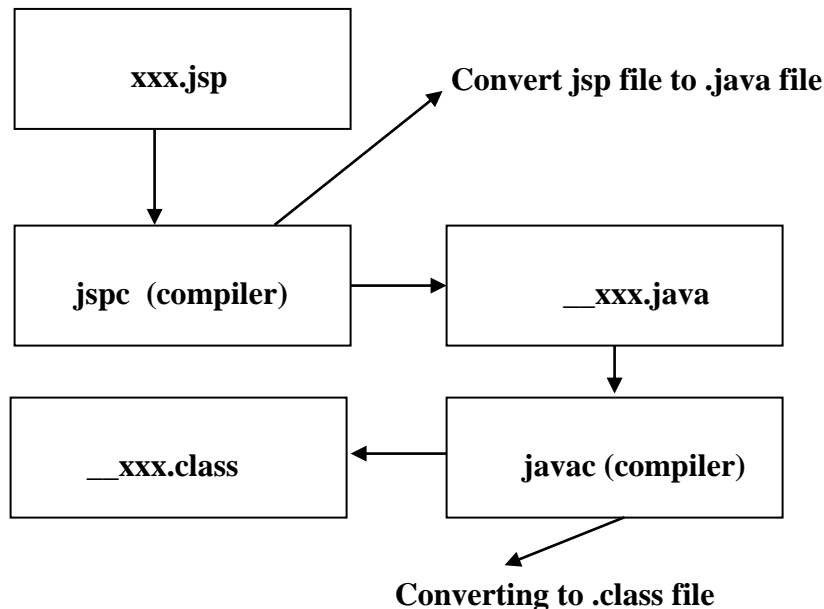 xxx.jsp
Convert jsp file to .java file
jspc (compiler)
__xxx.java
__xxx.class
javac (compiler)
Converting to .class file